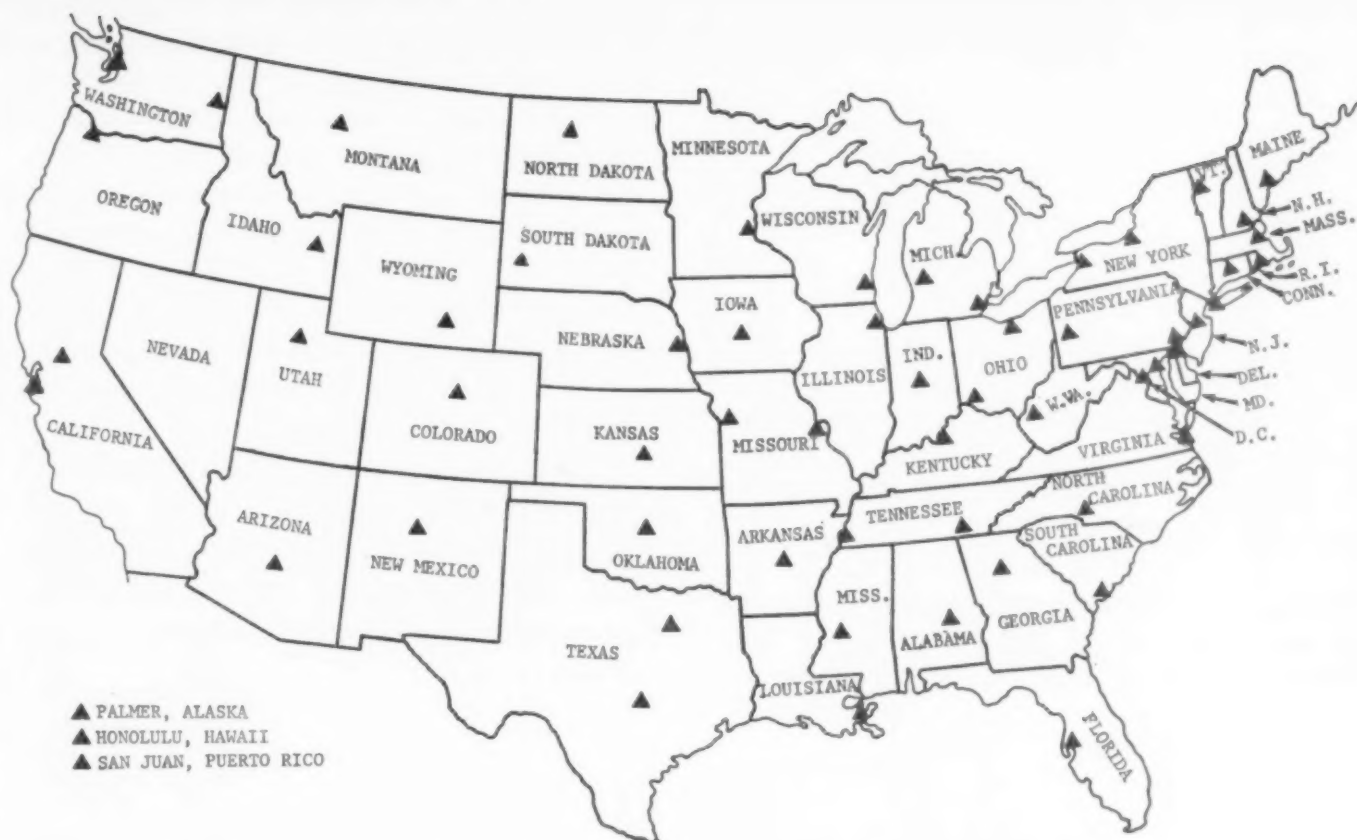 WASHINGTON
MONTANA
NORTH DAKOTA
MINNESOTA
MAINE
VT.
N.H.
MASS.
R.I.
CONN.
OREGON
IDAHO
WYOMING
SOUTH DAKOTA
WISCONSIN
MICH.
NEW YORK
PENNSYLVANIA
N.J.
DEL.
MD.
D.C.
NEVADA
UTAH
NEBRASKA
IOWA
ILLINOIS
IND.
OHIO
W.VA.
CALIFORNIA
COLORADO
KANSAS
MISSOURI
KENTUCKY
VIRGINIA
ARIZONA
NEW MEXICO
OKLAHOMA
ARKANSAS
TENNESSEE
NORTH
CAROLINA
SOUTH
CAROLINA
TEXAS
LOUISIANA
MISS.
ALABAMA
GEORGIA
FLORIDA
PALMER, ALASKA
HONOLULU, HAWAII
SAN JUAN, PUERTO RICO